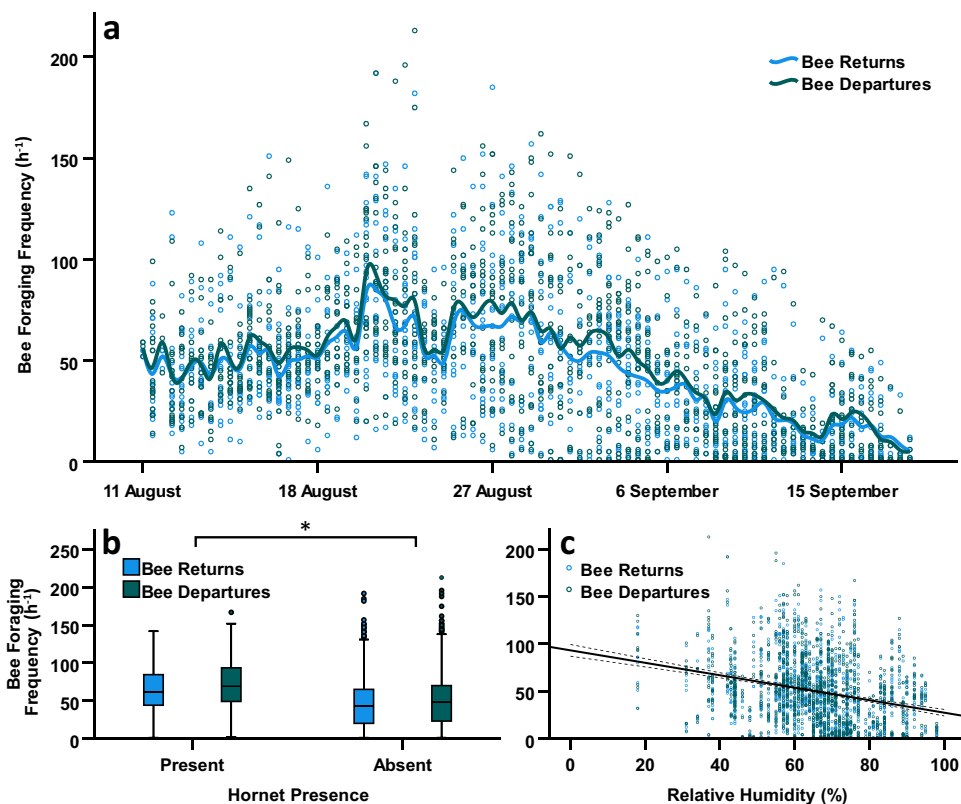 a
Bee Foraging Frequency (h⁻¹)
200
150
100
50
0
Bee Returns
Bee Departures
11 August
18 August
27 August
6 September
15 September
b
*
Bee Foraging
Frequency (h⁻¹)
250
200
150
100
50
0
Bee Returns
Bee Departures
Present
Absent
Hornet Presence
c
200
150
100
50
0
Bee Returns
Bee Departures
0
20
40
60
80
100
Relative Humidity (%)